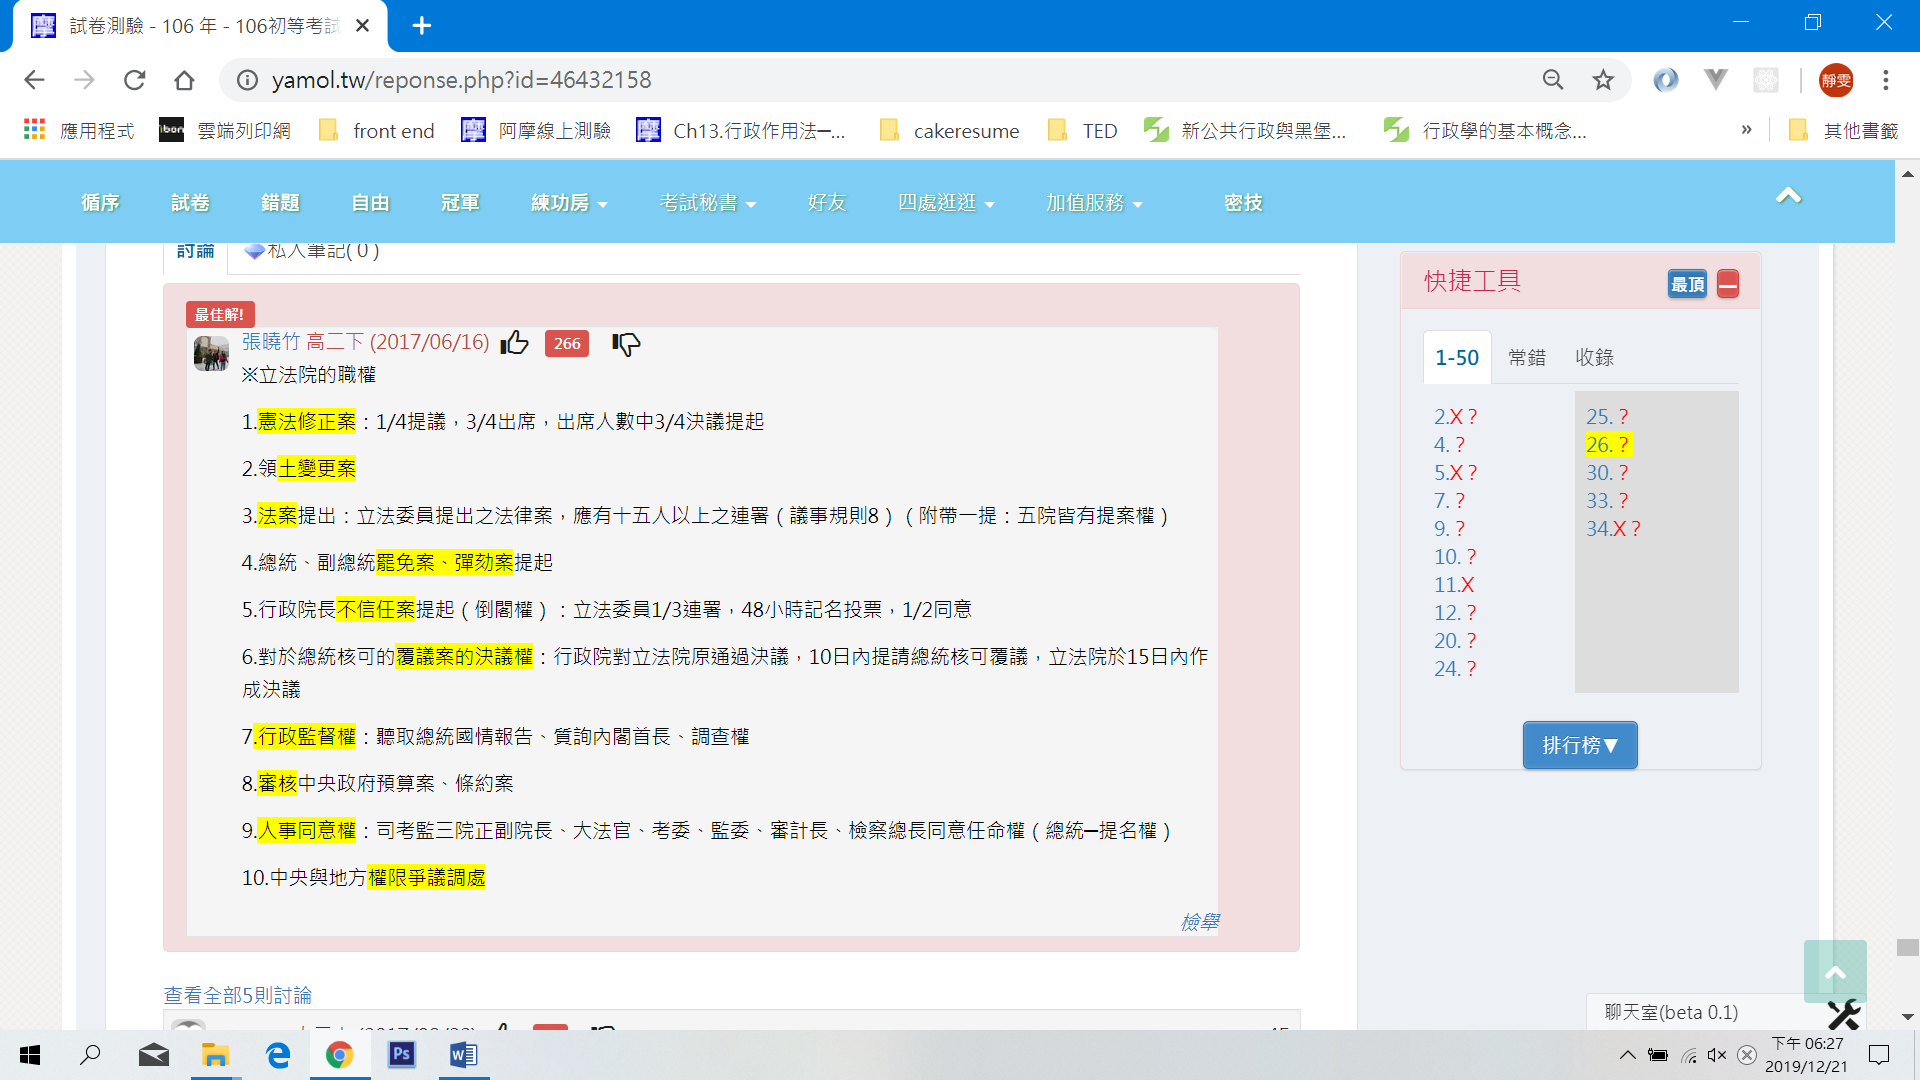 試卷測驗 - 106 年 - 106初等考試
yamol.tw/reponse.php?id=46432158
靜雯
應用程式 ibon 雲端列印網 front end 阿摩線上測驗 Ch13.行政作用法—... cakeresume TED 新公共行政與黑堡... 行政學的基本概念... » 其他書籤
循序 試卷 錯題 自由 冠軍 練功房 考試秘書 好友 四處逛逛 加值服務 密技
討論 私人筆記( 0 )
最佳解!
張曉竹 高二下 (2017/06/16) 266
※立法院的職權
1.憲法修正案：1/4提議，3/4出席，出席人數中3/4決議提起
2.領土變更案
3.法案提出：立法委員提出之法律案，應有十五人以上之連署（議事規則8）（附帶一提：五院皆有提案權）
4.總統、副總統罷免案、彈劾案提起
5.行政院長不信任案提起（倒閣權）：立法委員1/3連署，48小時記名投票，1/2同意
6.對於總統核可的覆議案的決議權：行政院對立法院原通過決議，10日內提請總統核可覆議，立法院於15日內作
成決議
7.行政監督權：聽取總統國情報告、質詢內閣首長、調查權
8.審核中央政府預算案、條約案
9.人事同意權：司考監三院正副院長、大法官、考委、監委、審計長、檢察總長同意任命權（總統─提名權）
10.中央與地方權限爭議調處
檢舉
查看全部5則討論
快捷工具 最頂
1-50 常錯 收錄
2.X ?
4. ?
5.X ?
7. ?
9. ?
10. ?
11.X
12. ?
20. ?
24. ?
25. ?
26. ?
30. ?
33. ?
34.X ?
排行榜▼
聊天室(beta 0.1)
Ps
下午 06:27
2019/12/21